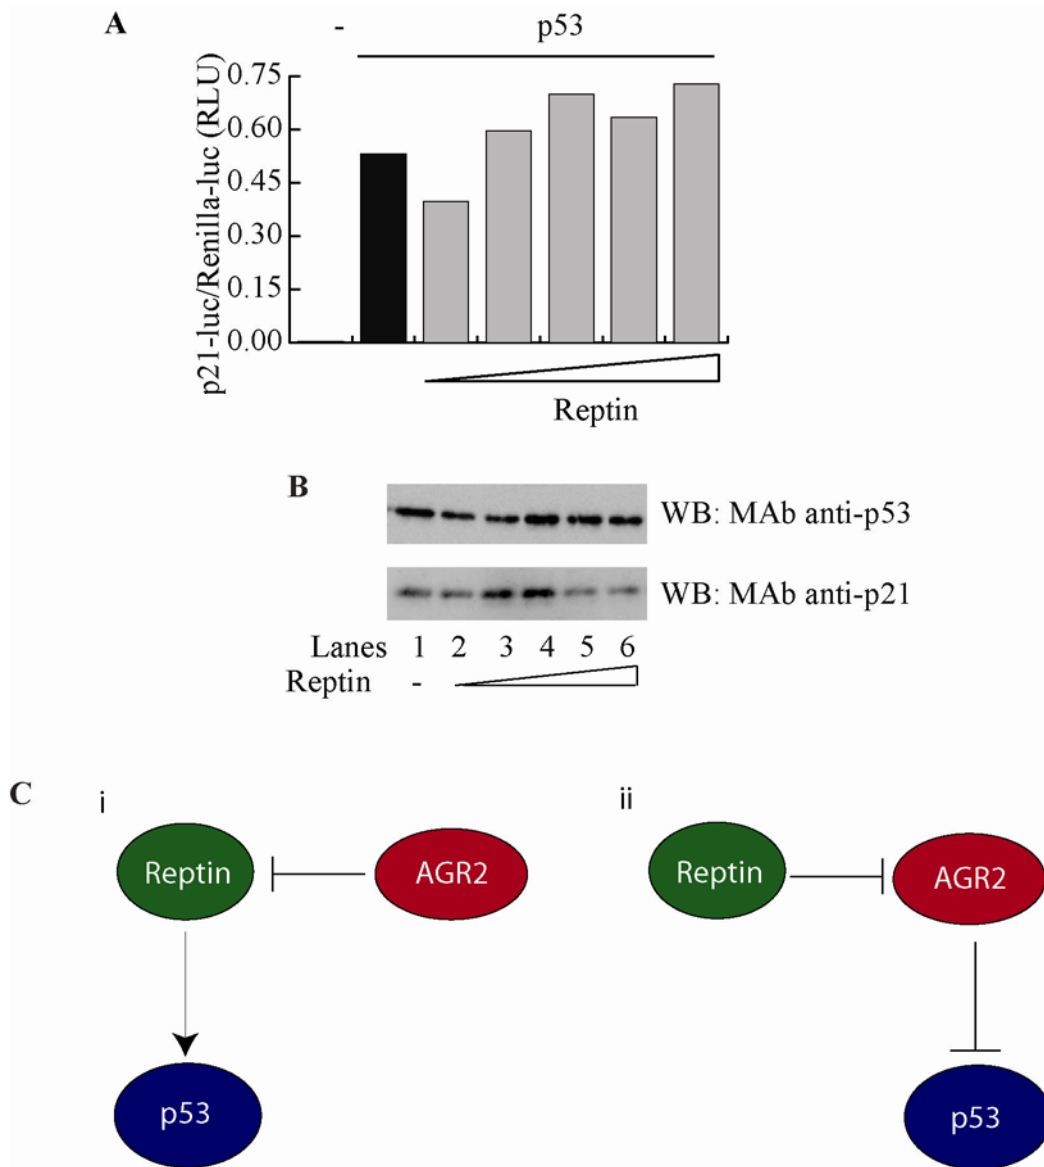 A
- p53
p21-luc/Renilla-luc (RLU)
0.75
0.60
0.45
0.30
0.15
0.00
Reptin
B
WB: MAb anti-p53
WB: MAb anti-p21
Lanes 1 2 3 4 5 6
Reptin -
C
i
ii
Reptin
AGR2
Reptin
AGR2
p53
p53